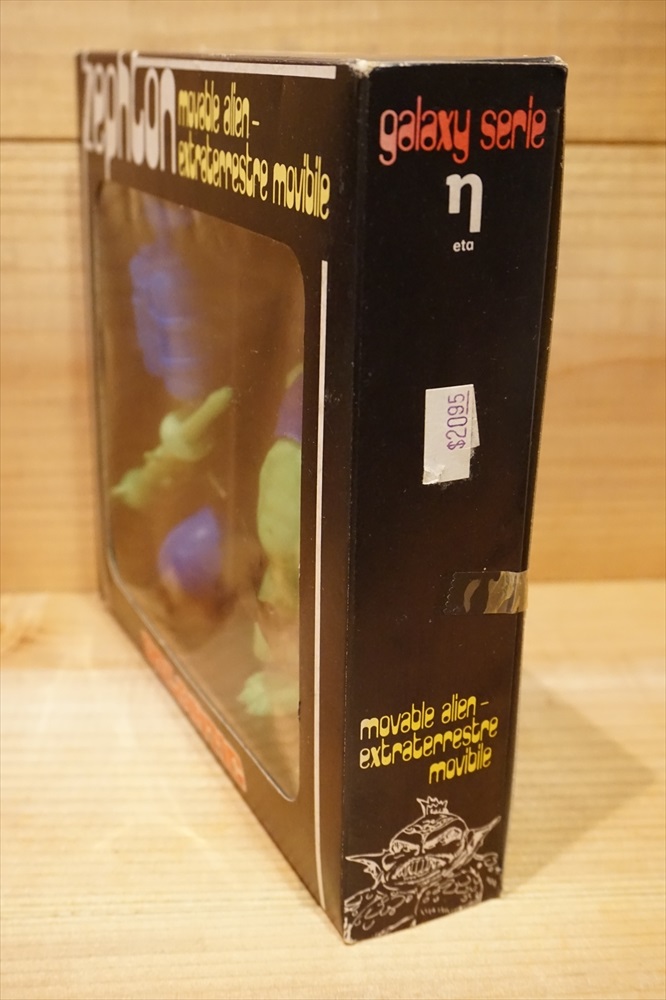 zephton
movable alien –
extraterrestre movibile
galaxy serie
η
eta
$2095
movable alien –
extraterrestre
movibile